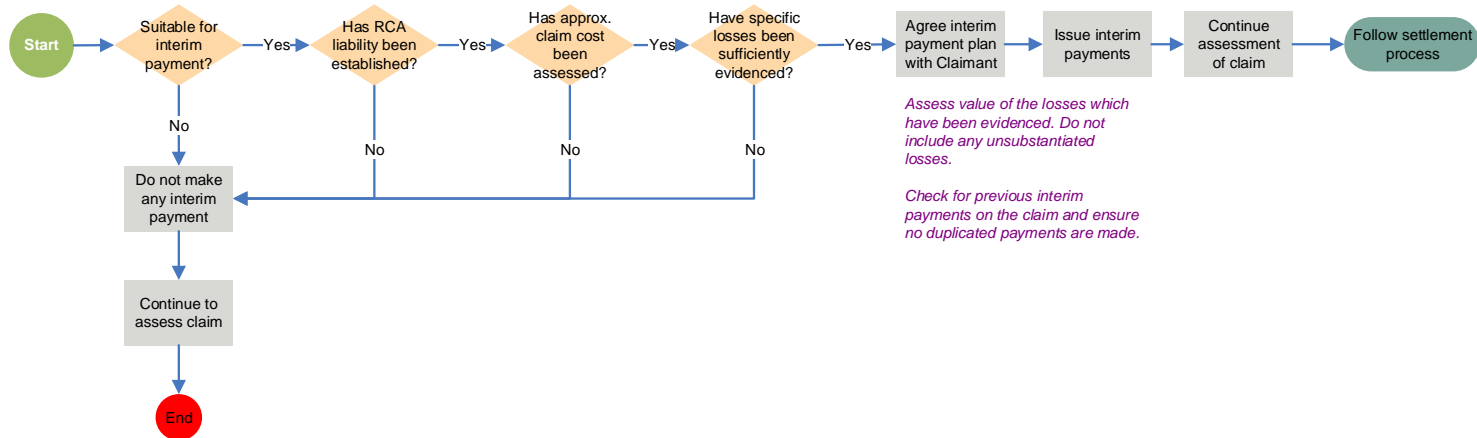 Start
Suitable for
interim
payment?
Yes
Has RCA
liability been
established?
Yes
Has approx.
claim cost
been
assessed?
Yes
Have specific
losses been
sufficiently
evidenced?
Yes
Agree interim
payment plan
with Claimant
Issue interim
payments
Continue
assessment
of claim
Follow settlement
process
Assess value of the losses which
have been evidenced. Do not
include any unsubstantiated
losses.
Check for previous interim
payments on the claim and ensure
no duplicated payments are made.
No
No
No
No
Do not make
any interim
payment
Continue to
assess claim
End